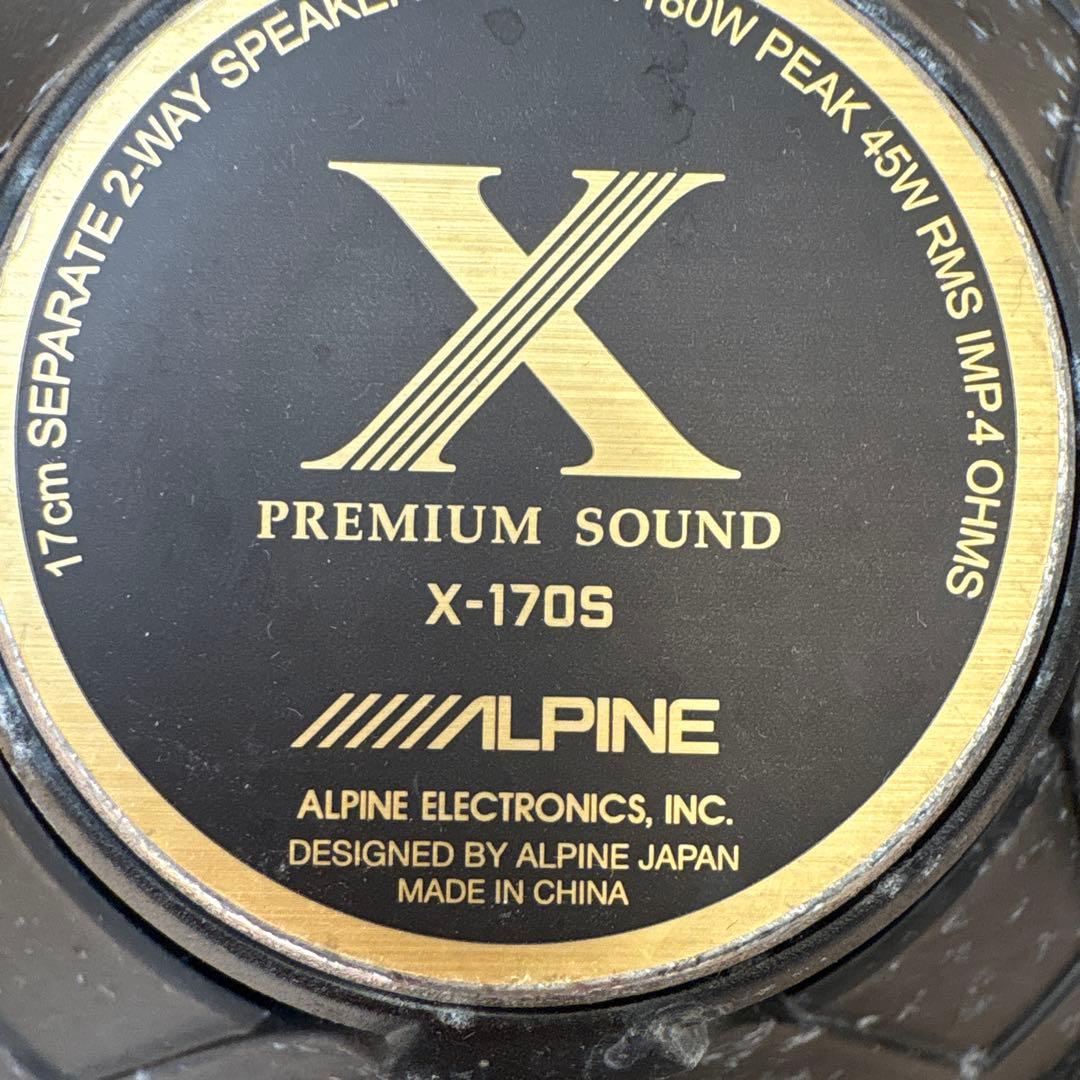 17cm SEPARATE 2-WAY SPEAKER
PEAK 45W RMS IMP.4 OHMS
X
PREMIUM SOUND
X-170S
ALPINE
ALPINE ELECTRONICS, INC.
DESIGNED BY ALPINE JAPAN
MADE IN CHINA